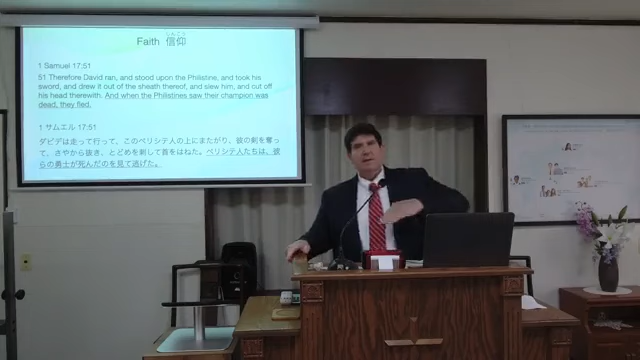 Faith 信仰
しんこう
1 Samuel 17:51
51 Therefore David ran, and stood upon the Philistine, and took his
sword, and drew it out of the sheath thereof, and slew him, and cut off
his head therewith. And when the Philistines saw their champion was
dead, they fled.
1 サムエル 17:51
ダビデは走って行って、このペリシテ人の上にまたがり、彼の剣を奪っ
て、さやから抜き、とどめを刺して首をはねた。ペリシテ人たちは、彼
らの勇士が死んだのを見て逃げた。